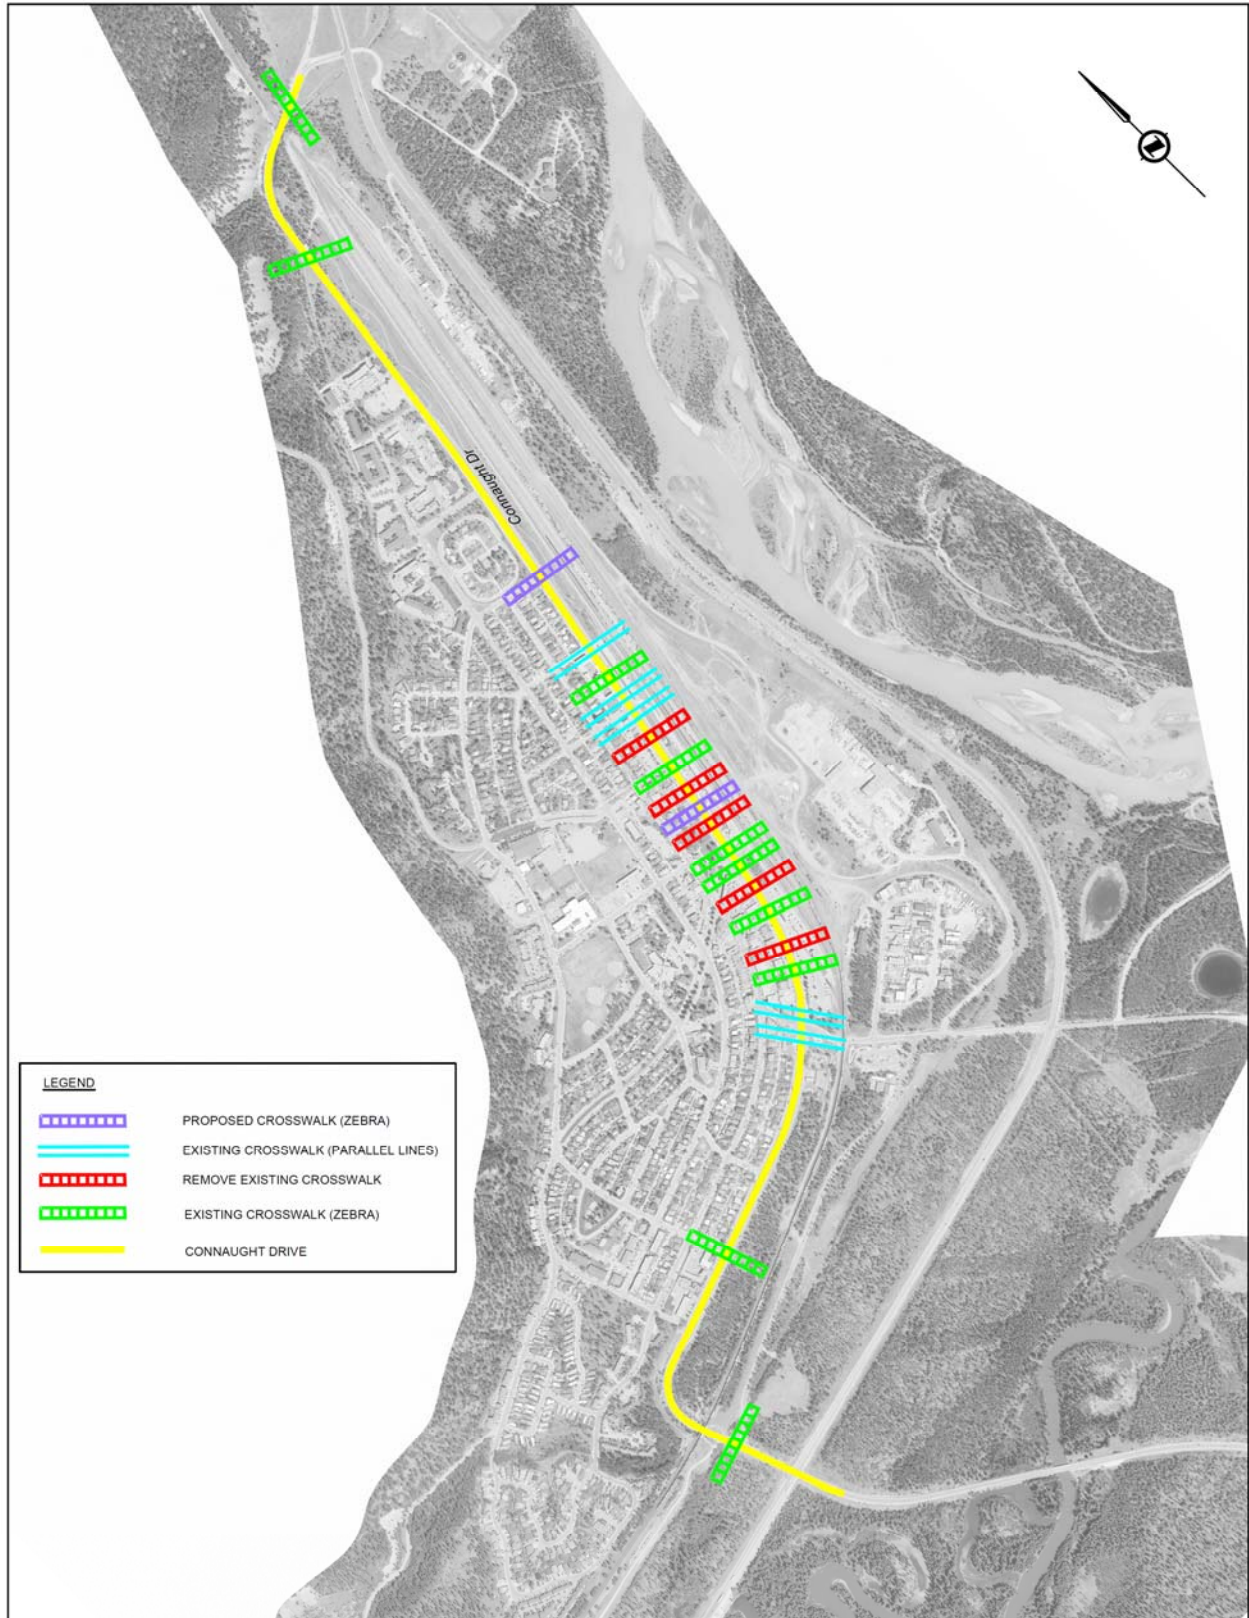 Connaught Dr
LEGEND
PROPOSED CROSSWALK (ZEBRA)
EXISTING CROSSWALK (PARALLEL LINES)
REMOVE EXISTING CROSSWALK
EXISTING CROSSWALK (ZEBRA)
CONNAUGHT DRIVE